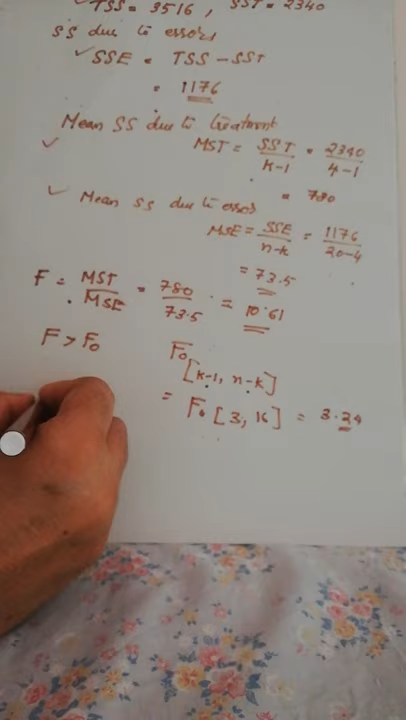 TSS = 3516, SST = 2340
SS due to errors
✓ SSE = TSS - SST
= 1176
Mean SS due to treatment
✓ MST = SST/k-1 = 2340/4-1
= 780
✓ Mean SS due to error
MSE = SSE/n-k = 1176/20-4
= 73.5
F = MST/MSE = 780/73.5 = 10.61
F > F₀
F₀ [k-1, n-k]
= F₀ [3, 16] = 3.24